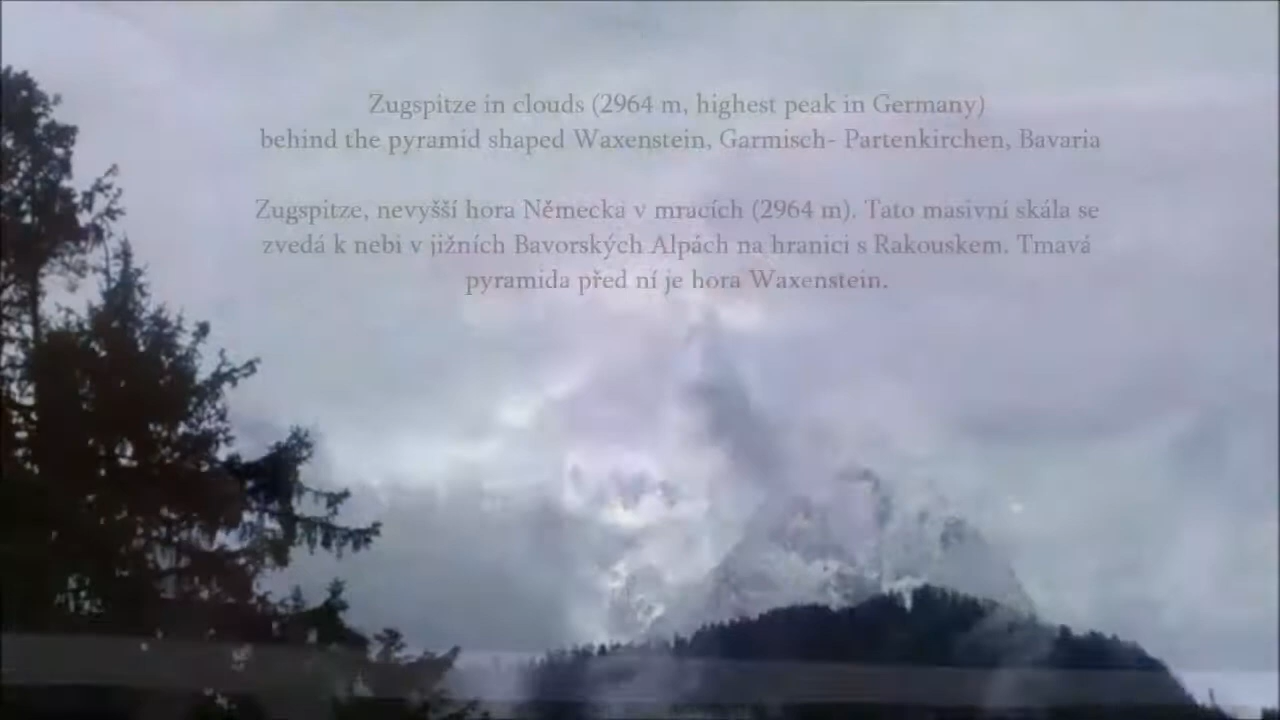 Zugspitze in clouds (2964 m, highest peak in Germany)
behind the pyramid shaped Waxenstein, Garmisch- Partenkirchen, Bavaria
Zugspitze, nevyšší hora Německa v mracích (2964 m). Tato masivní skála se
zvedá k nebi v jižních Bavorských Alpách na hranici s Rakouskem. Tmavá
pyramida před ní je hora Waxenstein.